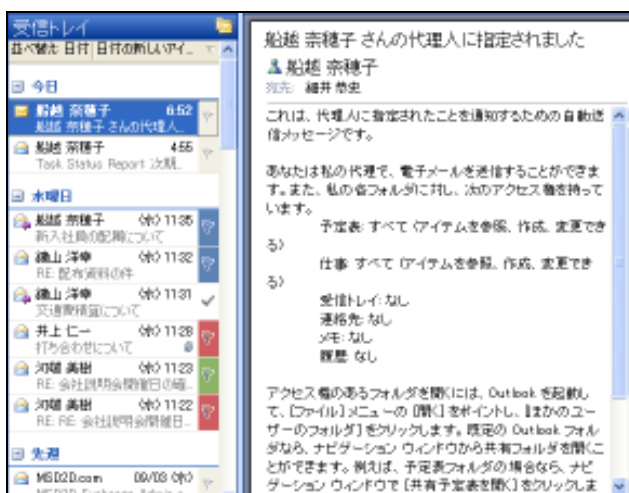 受信トレイ
並べ替え: 日付 日付の新しいアイ...
今日
船越 奈穂子 6:52
船越 奈穂子 さんの代理人...
船越 奈穂子 4:55
Task Status Report: 次期...
水曜日
船越 奈穂子 (水) 11:35
新入社員の配属について
磯山 洋幸 (水) 11:32
RE: 配布資料の件
磯山 洋幸 (水) 11:31
交通費精算について
井上 仁一 (水) 11:28
打ち合わせについて
河端 美樹 (水) 11:23
RE: 会社説明会開催日の確...
河端 美樹 (水) 11:22
RE: RE: 会社説明会開催日...
先週
MSD2D.com 09/03 (水)
船越 奈穂子 さんの代理人に指定されました
船越 奈穂子
宛先: 細井 恭史
これは、代理人に指定されたことを通知するための自動送
信メッセージです。
あなたは私の代理で、電子メールを送信することができま
す。また、私の各フォルダに対し、次のアクセス権を持って
います。
予定表: すべて (アイテムを参照、作成、変更でき
る)
仕事: すべて (アイテムを参照、作成、変更でき
る)
受信トレイ: なし
連絡先: なし
メモ: なし
履歴: なし
アクセス権のあるフォルダを開くには、Outlook を起動し
て、[ファイル] メニューの [開く] をポイントし、[ほかのユー
ザーのフォルダ] をクリックします。既定の Outlook フォル
ダなら、ナビゲーション ウィンドウから共有フォルダを開くこ
とができます。例えば、予定表フォルダの場合なら、ナビ
ゲーション ウィンドウで [共有予定表を開く] をクリックしま